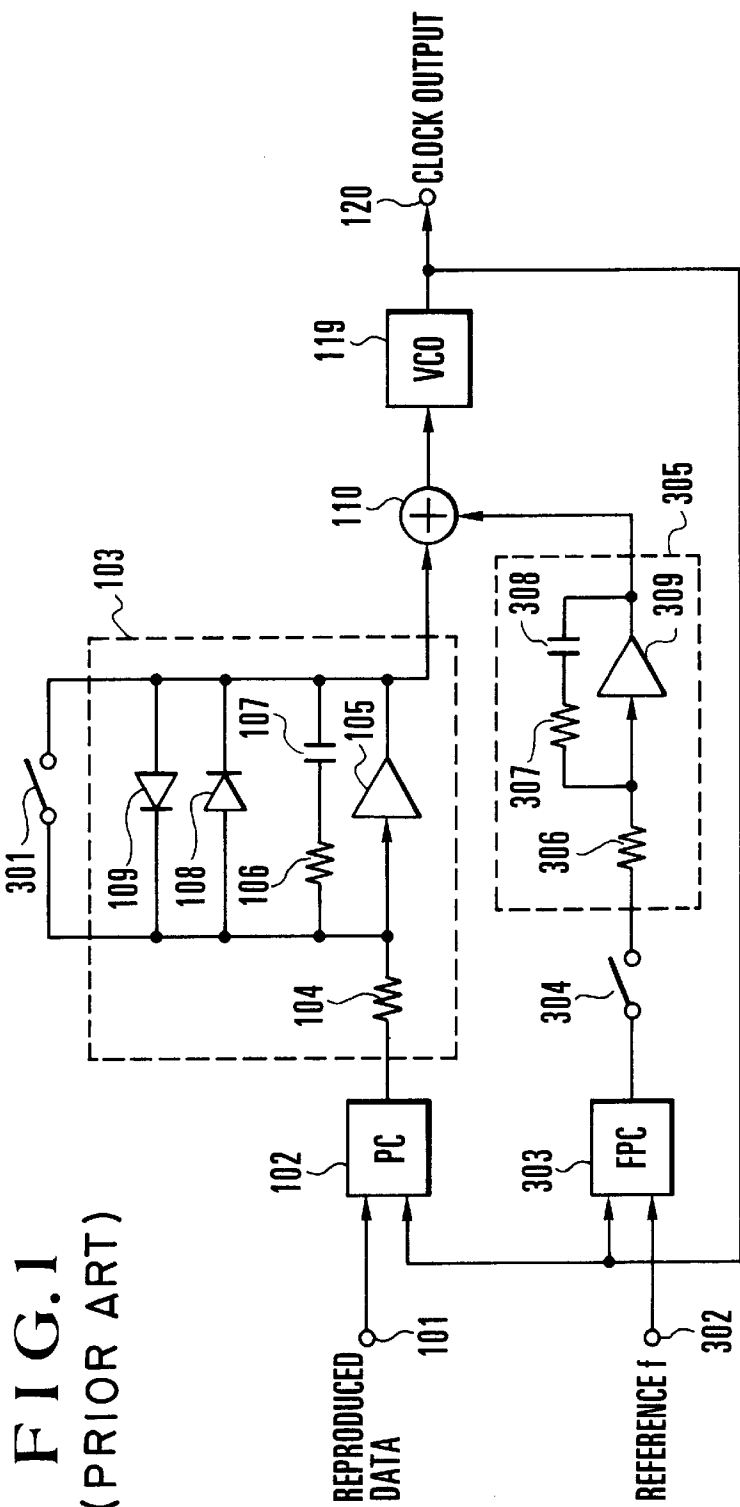 FIG.1
(PRIOR ART)
REPRODUCED
DATA
101
102
PC
103
104
105
106
107
108
109
301
110
119
VCO
120
CLOCK OUTPUT
REFERENCE f
302
303
FPC
304
305
306
307
308
309